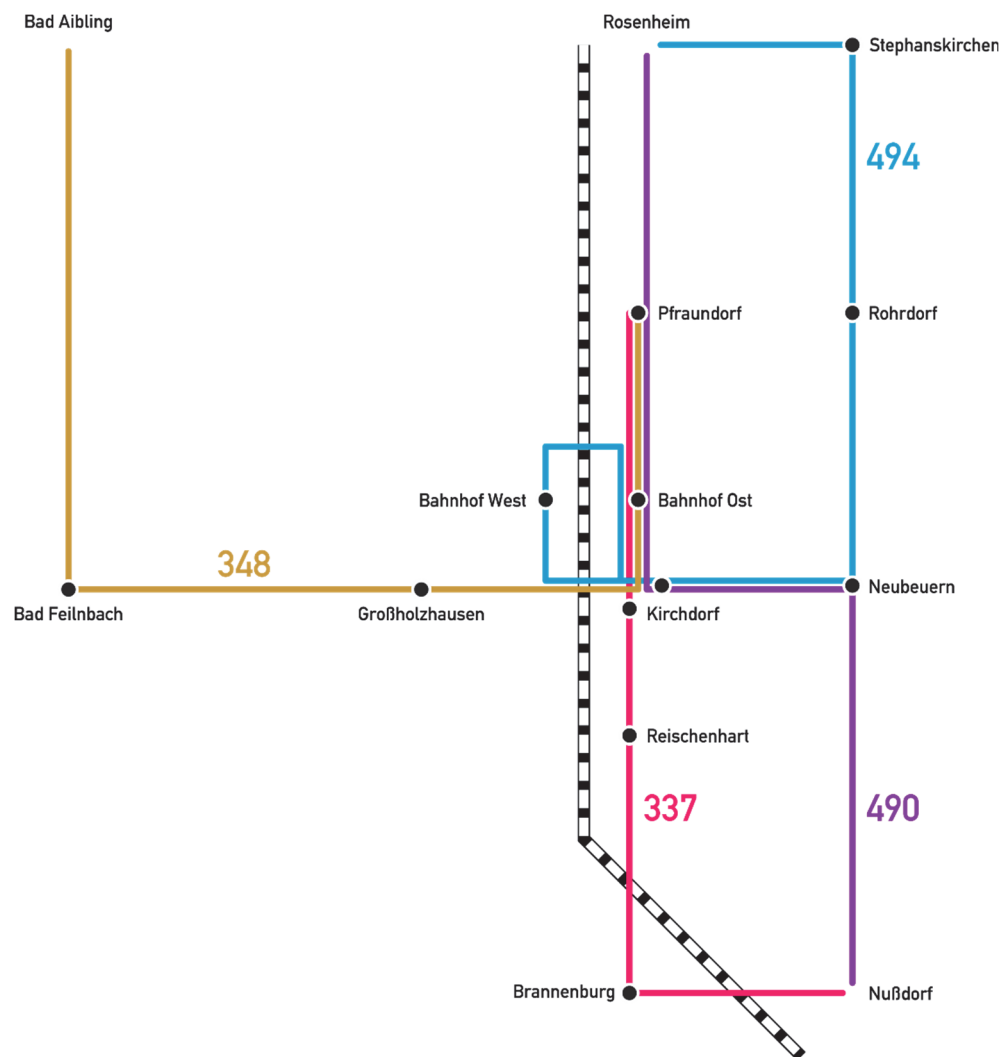 Bad Aibling
Rosenheim
Stephanskirchen
494
Pfraundorf
Rohrdorf
Bahnhof West
Bahnhof Ost
348
Neubeuern
Bad Feilnbach
Großholzhausen
Kirchdorf
Reischenhart
337
490
Brannenburg
Nußdorf